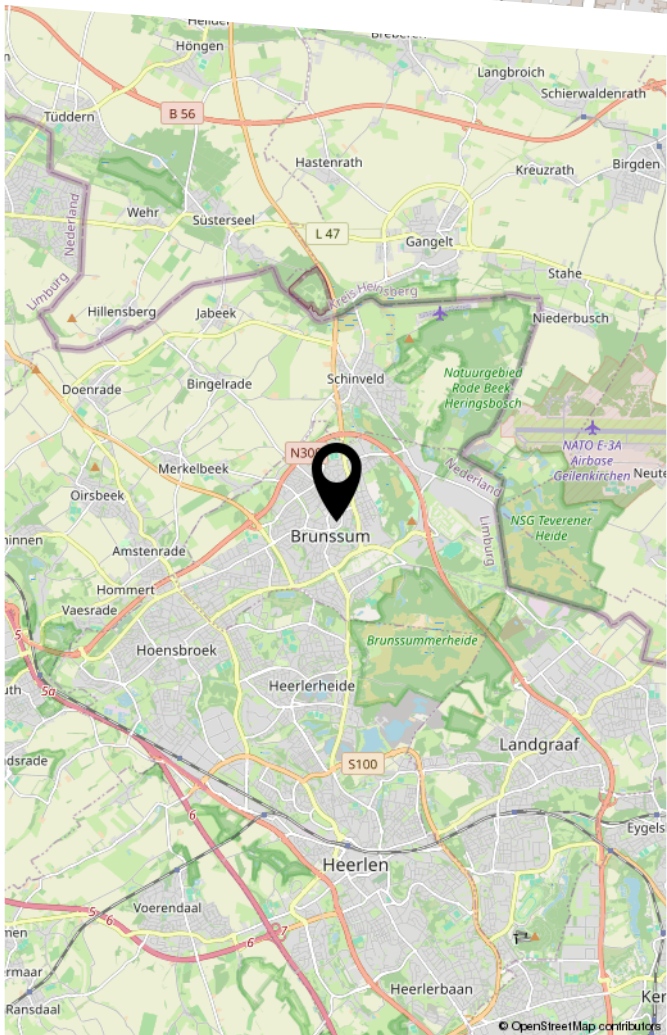 Höngen
Langbroich
Schierwaldenrath
B 56
Tüddern
Hastenrath
Kreuzrath
Birgden
Nederland
Wehr
Süsterseel
L 47
Gangelt
Stahe
Limburg
Kreis Heinsberg
Hillensberg
Jabeek
Niederbusch
Schinveld
Natuurgebied
Rode Beek
Heringsbosch
Doenrade
Bingelrade
NATO E-3A
Airbase
Geilenkirchen
Merkelbeek
Nederland
Oirsbeek
Limburg
NSG Teverener
Heide
Brunssum
Amstenrade
Hommert
Vaesrade
5
Hoensbroek
Brunssummerheide
5a
Heerlerheide
Landgraaf
S100
6
Heerlen
Voerendaal
5
6
7
6
Heerlerbaan
Ransdaal
© OpenStreetMap contributors